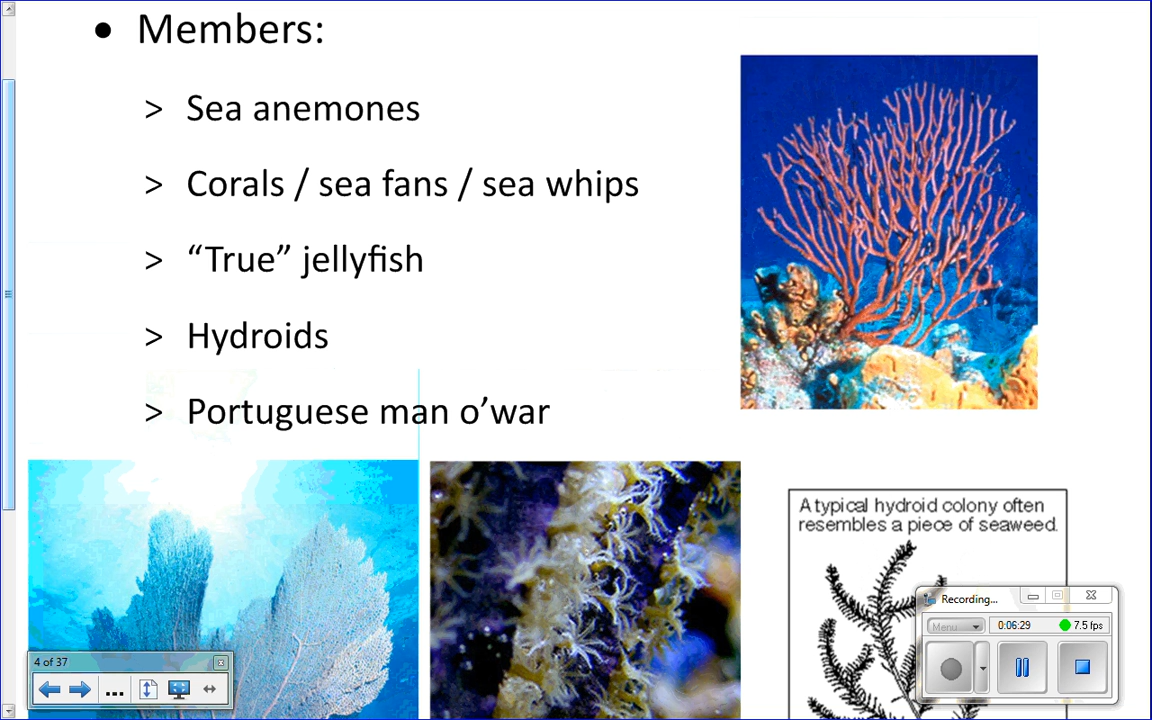 • Members:
> Sea anemones
> Corals / sea fans / sea whips
> “True” jellyfish
> Hydroids
> Portuguese man o’war
A typical hydroid colony often
resembles a piece of seaweed.
Recording...
Menu
0:06:29
7.5 fps
4 of 37